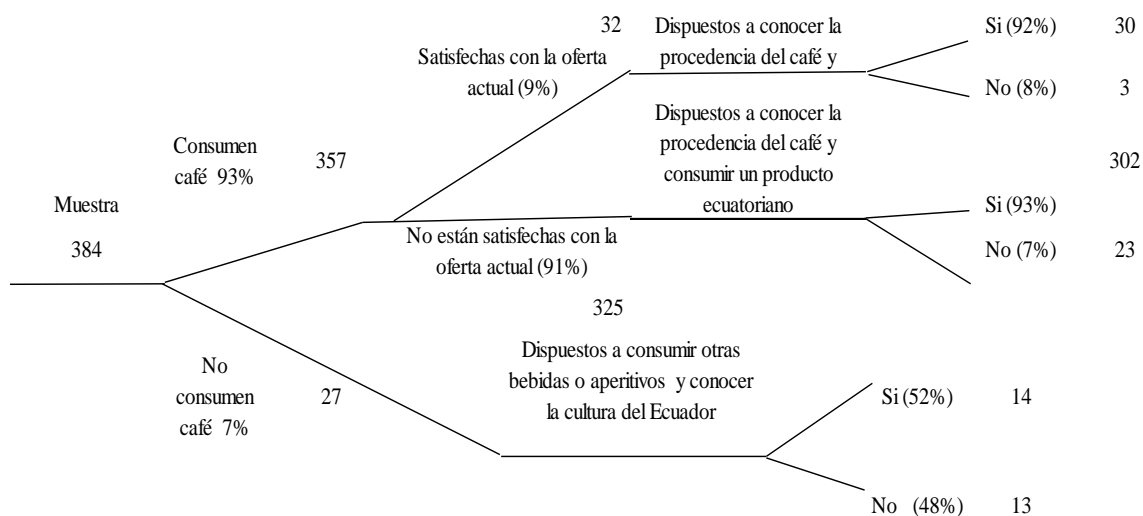 32
Dispuestos a conocer la
procedencia del café y
Si (92%) 30
Satisfechas con la oferta
actual (9%)
No (8%) 3
Dispuestos a conocer la
procedencia del café y
consumir un producto
ecuatoriano
Consumen
café 93%
357
302
Muestra
384
Si (93%)
No están satisfechas con la
oferta actual (91%)
No (7%) 23
325
Dispuestos a consumir otras
bebidas o aperitivos y conocer
la cultura del Ecuador
No
consumen
café 7%
27
Si (52%) 14
No (48%) 13